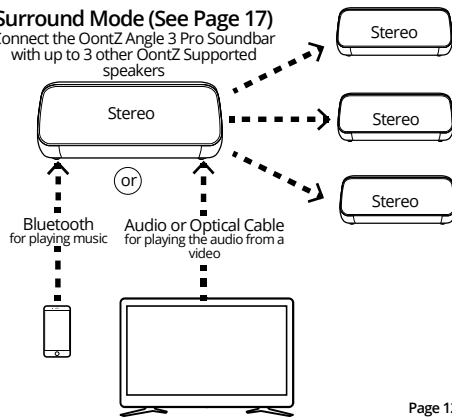 Surround Mode (See Page 17)
Connect the OontZ Angle 3 Pro Soundbar
with up to 3 other OontZ Supported
speakers
Stereo
Stereo
Stereo
Stereo
or
Bluetooth
for playing music
Audio or Optical Cable
for playing the audio from a
video
Page